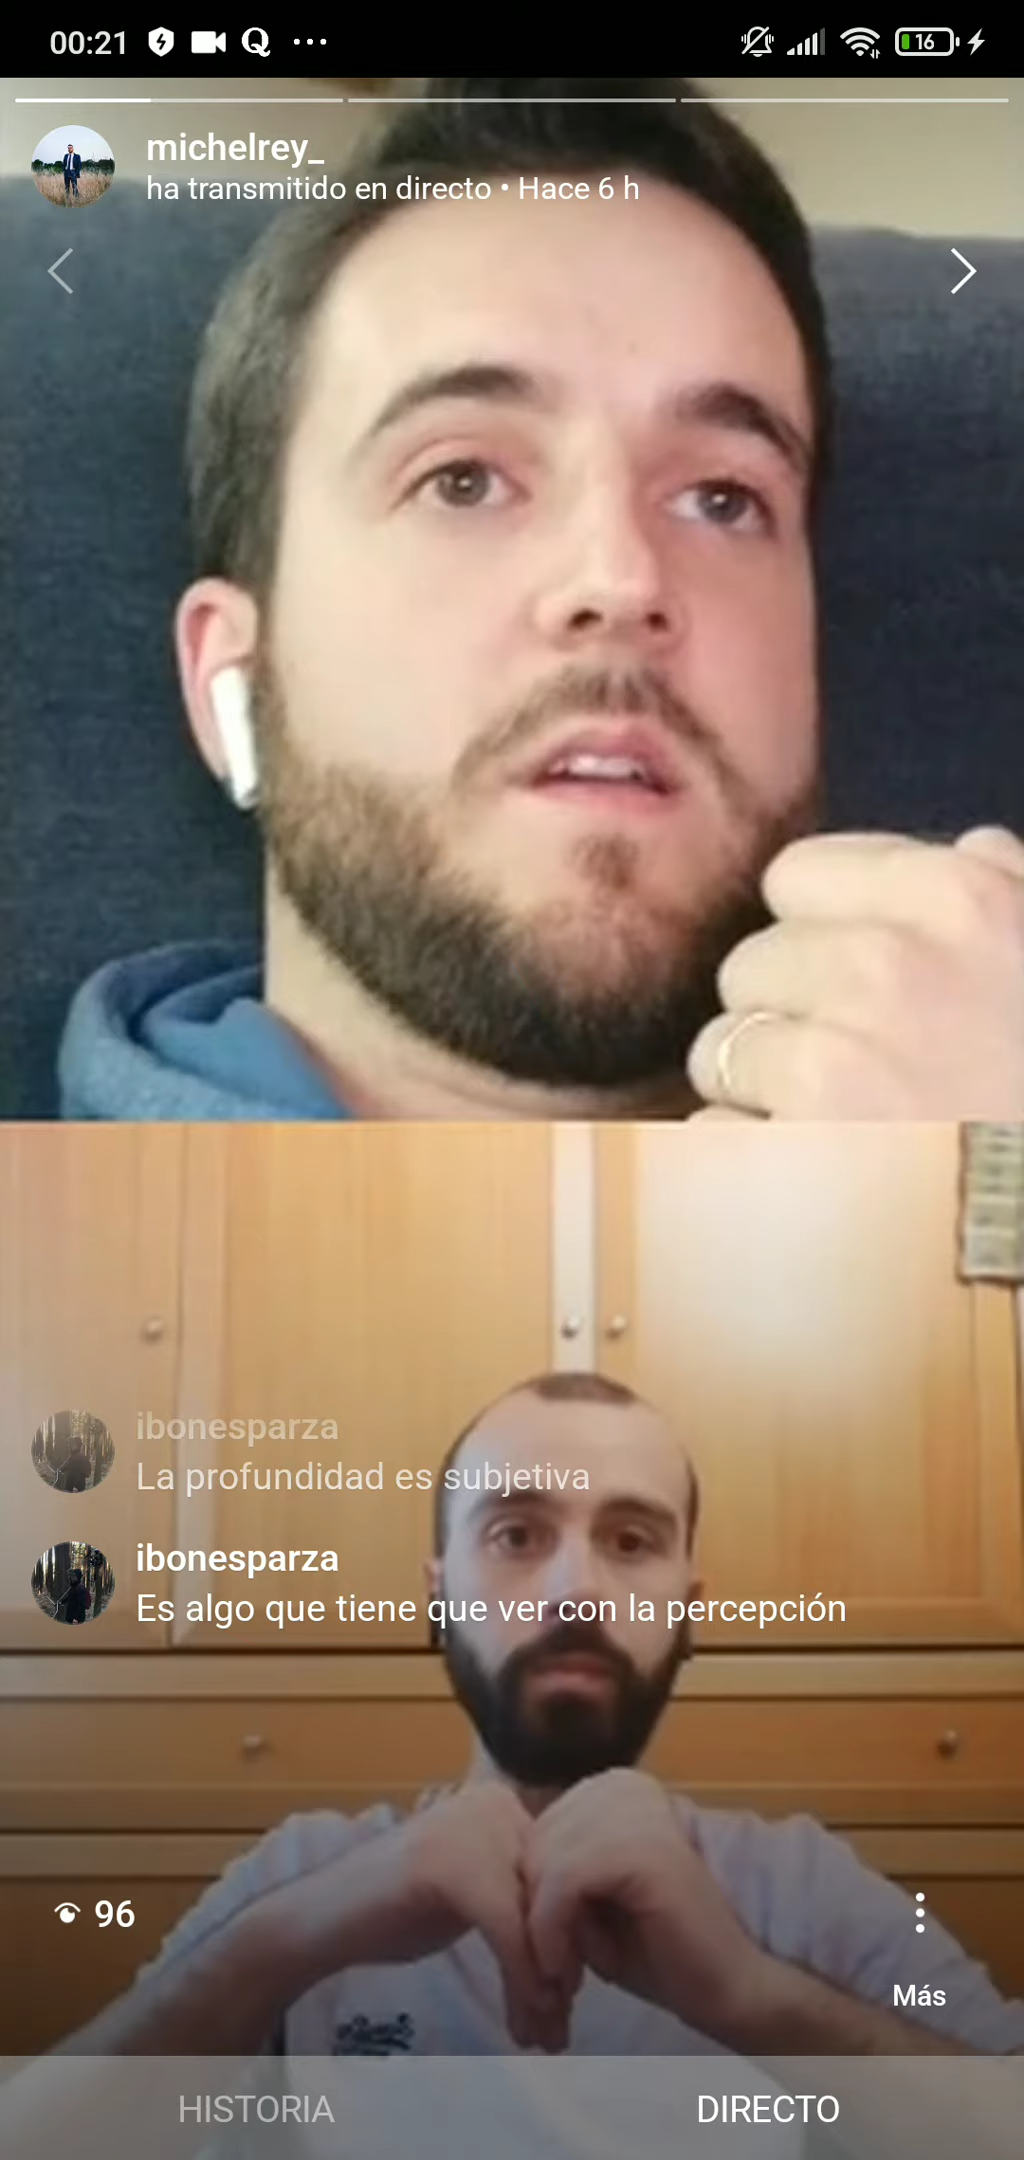 00:21
16
michelrey_
ha transmitido en directo • Hace 6 h
ibonesparza
La profundidad es subjetiva
ibonesparza
Es algo que tiene que ver con la percepción
96
Más
HISTORIA
DIRECTO